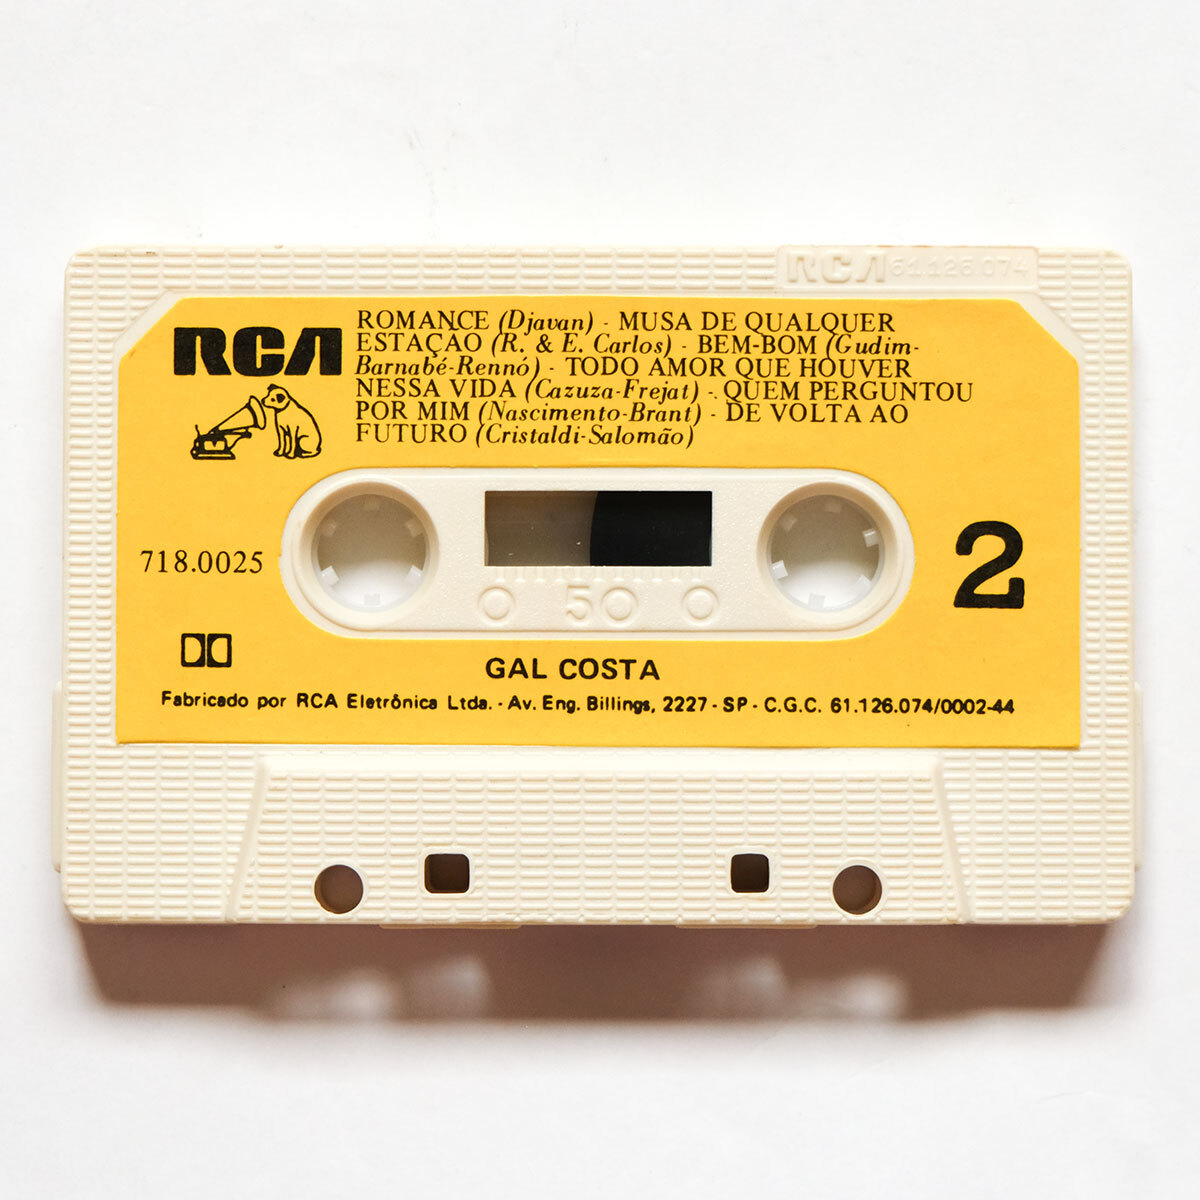 RCA 61.126.074
RCA
ROMANCE (Djavan) - MUSA DE QUALQUER
ESTAÇÃO (R. & E. Carlos) - BEM-BOM (Gudim-
Barnabé-Rennó) - TODO AMOR QUE HOUVER
NESSA VIDA (Cazuza-Frejat) - QUEM PERGUNTOU
POR MIM (Nascimento-Brant) - DE VOLTA AO
FUTURO (Cristaldi-Salomão)
718.0025
50
2
GAL COSTA
Fabricado por RCA Eletrônica Ltda. - Av. Eng. Billings, 2227 - SP - C.G.C. 61.126.074/0002-44